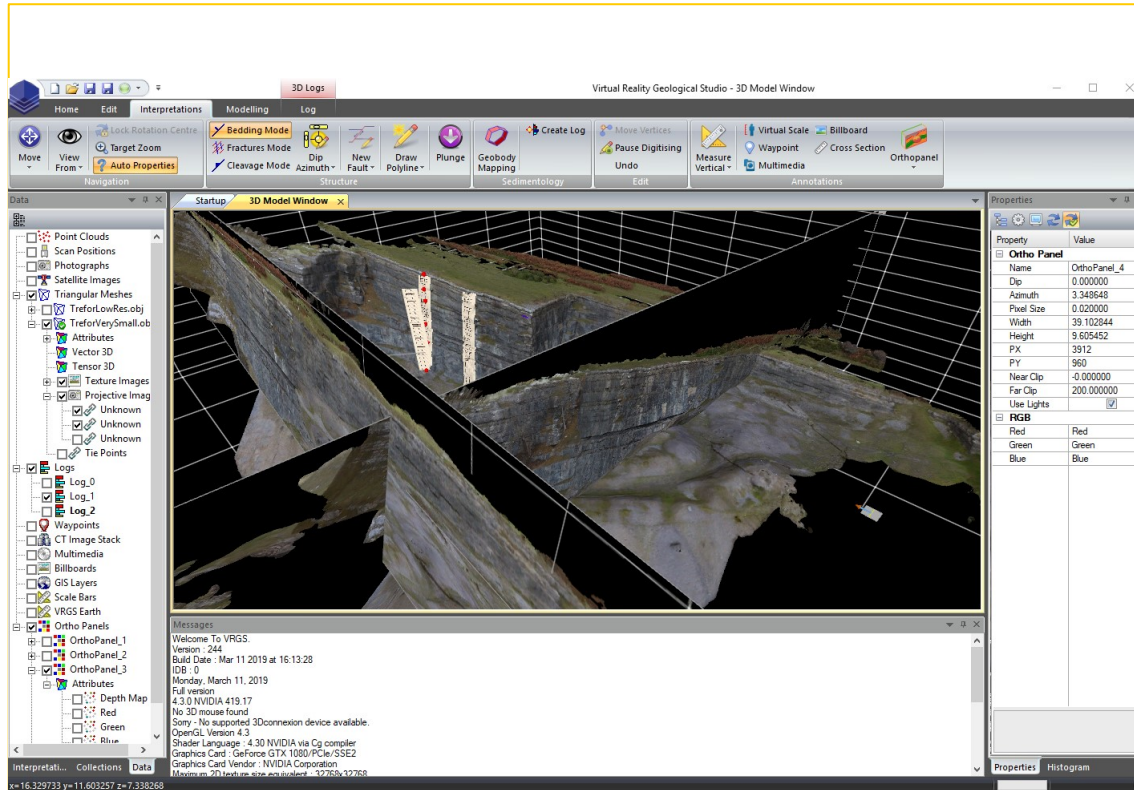 3D Logs
Virtual Reality Geological Studio - 3D Model Window
Home Edit Interpretations Modelling Log
Move
View From
Lock Rotation Centre
Target Zoom
Auto Properties
Navigation
Bedding Mode
Fractures Mode
Cleavage Mode
Dip Azimuth
New Fault
Draw Polyline
Plunge
Structure
Geobody Mapping
Create Log
Sedimentology
Move Vertices
Pause Digitising
Undo
Edit
Measure Vertical
Virtual Scale
Billboard
Waypoint
Cross Section
Multimedia
Orthopanel
Annotations
Data
Point Clouds
Scan Positions
Photographs
Satellite Images
Triangular Meshes
TreforLowRes.obj
TreforVerySmall.ob
Attributes
Vector 3D
Tensor 3D
Texture Images
Projective Imag
Unknown
Unknown
Unknown
Tie Points
Logs
Log_0
Log_1
Log_2
Waypoints
CT Image Stack
Multimedia
Billboards
GIS Layers
Scale Bars
VRGS Earth
Ortho Panels
OrthoPanel_1
OrthoPanel_2
OrthoPanel_3
Attributes
Depth Map
Red
Green
Blue
Interpretati... Collections Data
x=16.329733 y=11.603257 z=7.338268
Startup 3D Model Window
Messages
Welcome To VRGS.
Version : 244
Build Date : Mar 11 2019 at 16:13:28
IDB : 0
Monday, March 11, 2019
Full version
4.3.0 NVIDIA 419.17
No 3D mouse found
Sorry - No supported 3Dconnexion device available.
OpenGL Version 4.3
Shader Language : 4.30 NVIDIA via Cg compiler
Graphics Card : GeForce GTX 1080/PCIe/SSE2
Graphics Card Vendor : NVIDIA Corporation
Maximum 2D texture size equivalent : 32768x32768
Properties
Property Value
Ortho Panel
Name OrthoPanel_4
Dip 0.000000
Azimuth 3.348648
Pixel Size 0.020000
Width 39.102844
Height 9.605452
PX 3912
PY 960
Near Clip -0.000000
Far Clip 200.000000
Use Lights
RGB
Red Red
Green Green
Blue Blue
Properties Histogram